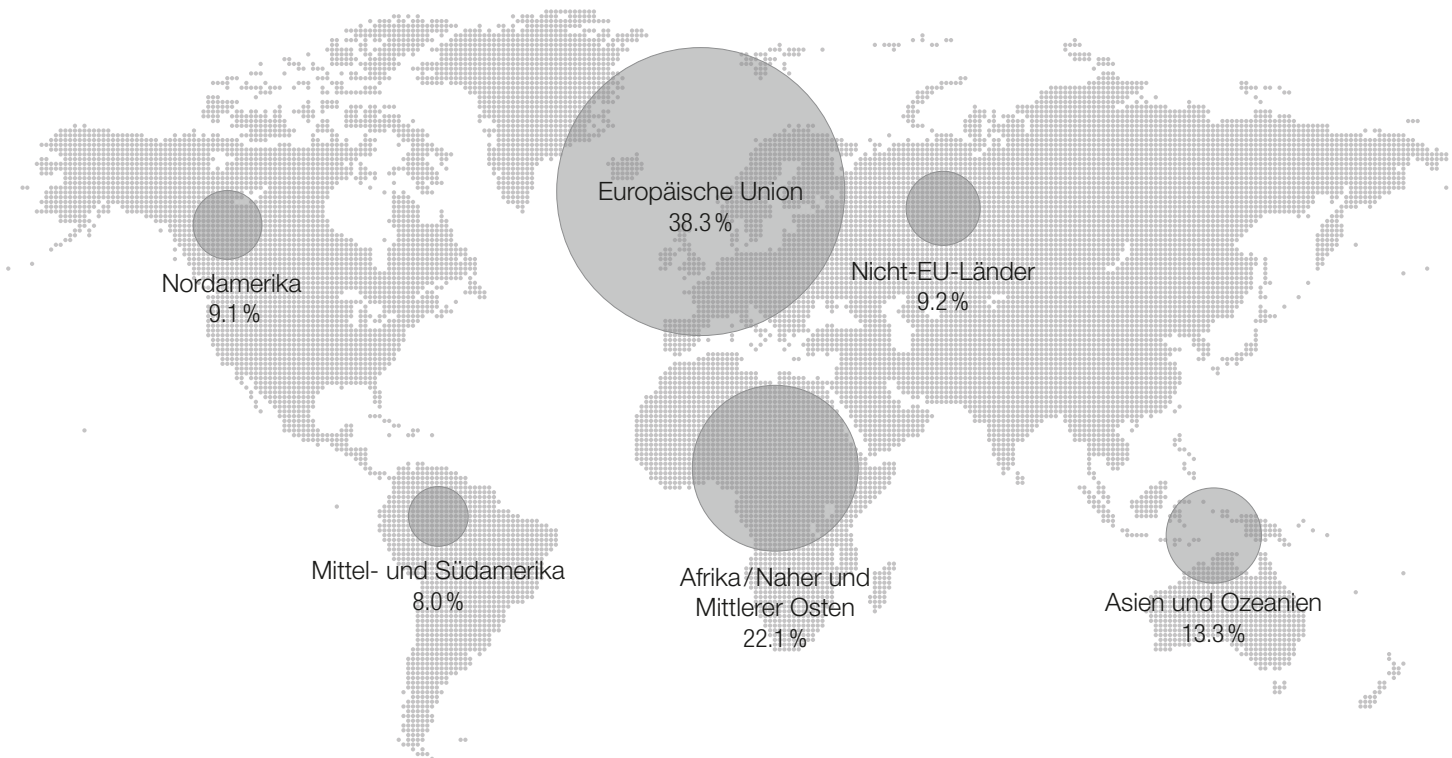 Europäische Union
38.3 %
Nordamerika
9.1 %
Nicht-EU-Länder
9.2 %
Mittel- und Südamerika
8.0 %
Afrika / Naher und
Mittlerer Osten
22.1 %
Asien und Ozeanien
13.3 %